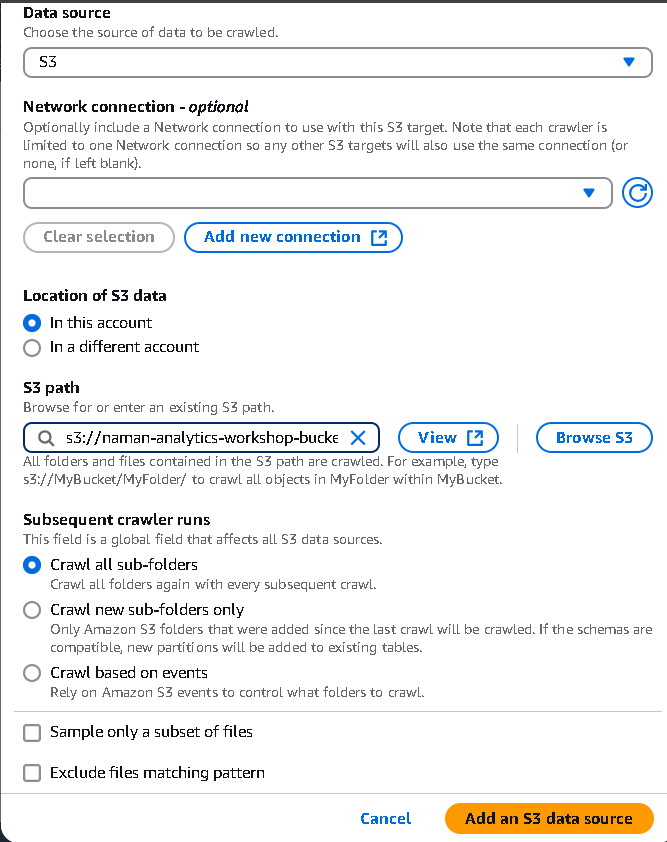 Data source
Choose the source of data to be crawled.
S3
Network connection - optional
Optionally include a Network connection to use with this S3 target. Note that each crawler is
limited to one Network connection so any other S3 targets will also use the same connection (or
none, if left blank).
Clear selection
Add new connection
Location of S3 data
In this account
In a different account
S3 path
Browse for or enter an existing S3 path.
s3://naman-analytics-workshop-bucke
View
Browse S3
All folders and files contained in the S3 path are crawled. For example, type
s3://MyBucket/MyFolder/ to crawl all objects in MyFolder within MyBucket.
Subsequent crawler runs
This field is a global field that affects all S3 data sources.
Crawl all sub-folders
Crawl all folders again with every subsequent crawl.
Crawl new sub-folders only
Only Amazon S3 folders that were added since the last crawl will be crawled. If the schemas are
compatible, new partitions will be added to existing tables.
Crawl based on events
Rely on Amazon S3 events to control what folders to crawl.
Sample only a subset of files
Exclude files matching pattern
Cancel
Add an S3 data source